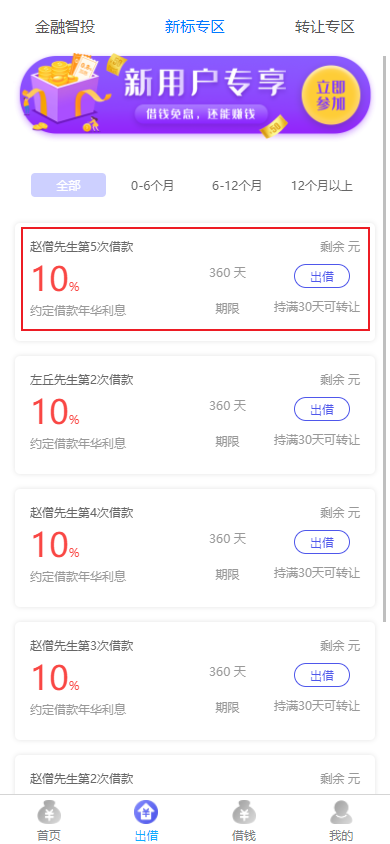 金融智投 新标专区 转让专区
新用户专享
借钱免息，还能赚钱
立即
参加
全部 0-6个月 6-12个月 12个月以上
赵僧先生第5次借款 剩余 元
10% 360 天 出借
约定借款年华利息 期限 持满30天可转让
左丘先生第2次借款 剩余 元
10% 360 天 出借
约定借款年华利息 期限 持满30天可转让
赵僧先生第4次借款 剩余 元
10% 360 天 出借
约定借款年华利息 期限 持满30天可转让
赵僧先生第3次借款 剩余 元
10% 360 天 出借
约定借款年华利息 期限 持满30天可转让
赵僧先生第2次借款 剩余 元
首页 出借 借钱 我的